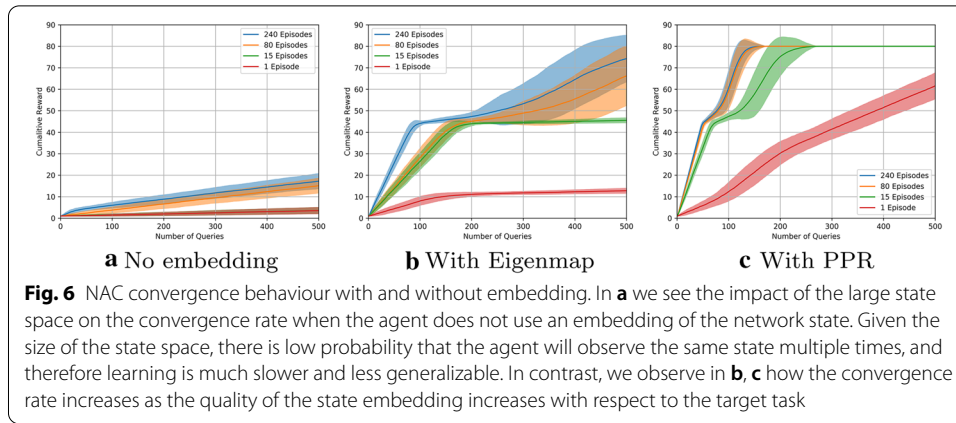 90
80
70
60
50
40
30
20
10
0
Cumalitive Reward
240 Episodes
80 Episodes
15 Episodes
1 Episode
0 100 200 300 400 500
Number of Queries
a No embedding
90
80
70
60
50
40
30
20
10
0
Cumalitive Reward
240 Episodes
80 Episodes
15 Episodes
1 Episode
0 100 200 300 400 500
Number of Queries
b With Eigenmap
90
80
70
60
50
40
30
20
10
0
Cumalitive Reward
240 Episodes
80 Episodes
15 Episodes
1 Episode
0 100 200 300 400 500
Number of Queries
c With PPR
Fig. 6 NAC convergence behaviour with and without embedding. In a we see the impact of the large state
space on the convergence rate when the agent does not use an embedding of the network state. Given the
size of the state space, there is low probability that the agent will observe the same state multiple times, and
therefore learning is much slower and less generalizable. In contrast, we observe in b, c how the convergence
rate increases as the quality of the state embedding increases with respect to the target task